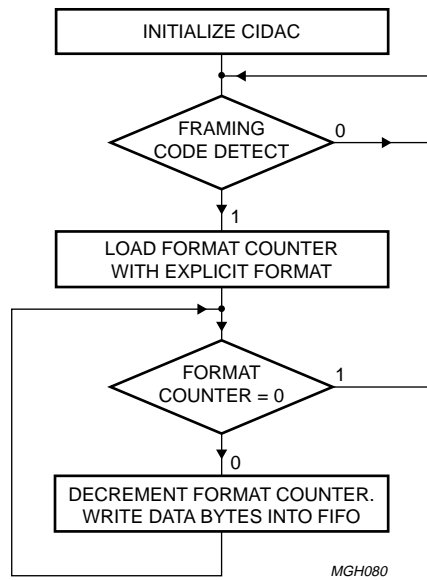 INITIALIZE CIDAC
FRAMING
CODE DETECT
0
1
LOAD FORMAT COUNTER
WITH EXPLICIT FORMAT
FORMAT
COUNTER = 0
1
0
DECREMENT FORMAT COUNTER.
WRITE DATA BYTES INTO FIFO
MGH080